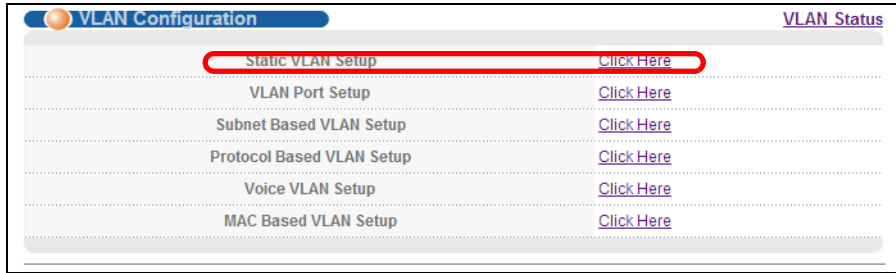 VLAN Configuration VLAN Status
Static VLAN Setup Click Here
VLAN Port Setup Click Here
Subnet Based VLAN Setup Click Here
Protocol Based VLAN Setup Click Here
Voice VLAN Setup Click Here
MAC Based VLAN Setup Click Here